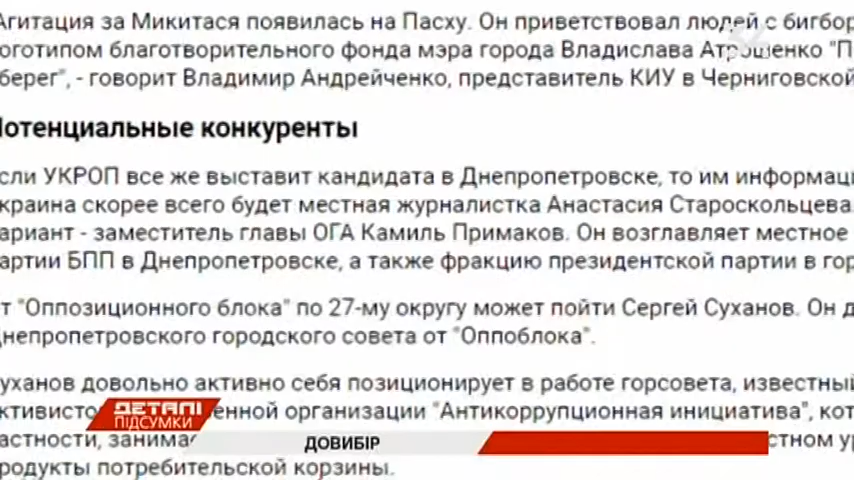 Агитация за Микитася появилась на Пасху. Он приветствовал людей с бигбор
логотипом благотворительного фонда мэра города Владислава Атрошенко "П
берег", - говорит Владимир Андрейченко, представитель КИУ в Черниговской
Потенциальные конкуренты
сли УКРОП все же выставит кандидата в Днепропетровске, то им информаци
краина скорее всего будет местная журналистка Анастасия Староскольцева.
ариант - заместитель главы ОГА Камиль Примаков. Он возглавляет местное
артии БПП в Днепропетровске, а также фракцию президентской партии в гор
т "Оппозиционного блока" по 27-му округу может пойти Сергей Суханов. Он д
непропетровского городского совета от "Оппоблока".
уханов довольно активно себя позиционирует в работе горсовета, известный
ктивисто енной организации "Антикоррупционная инициатива", кот
астности, занимас стном ур
родукты потребительской корзины.
ДЕТАЛІ
ПІДСУМКИ
ДОВИБІР